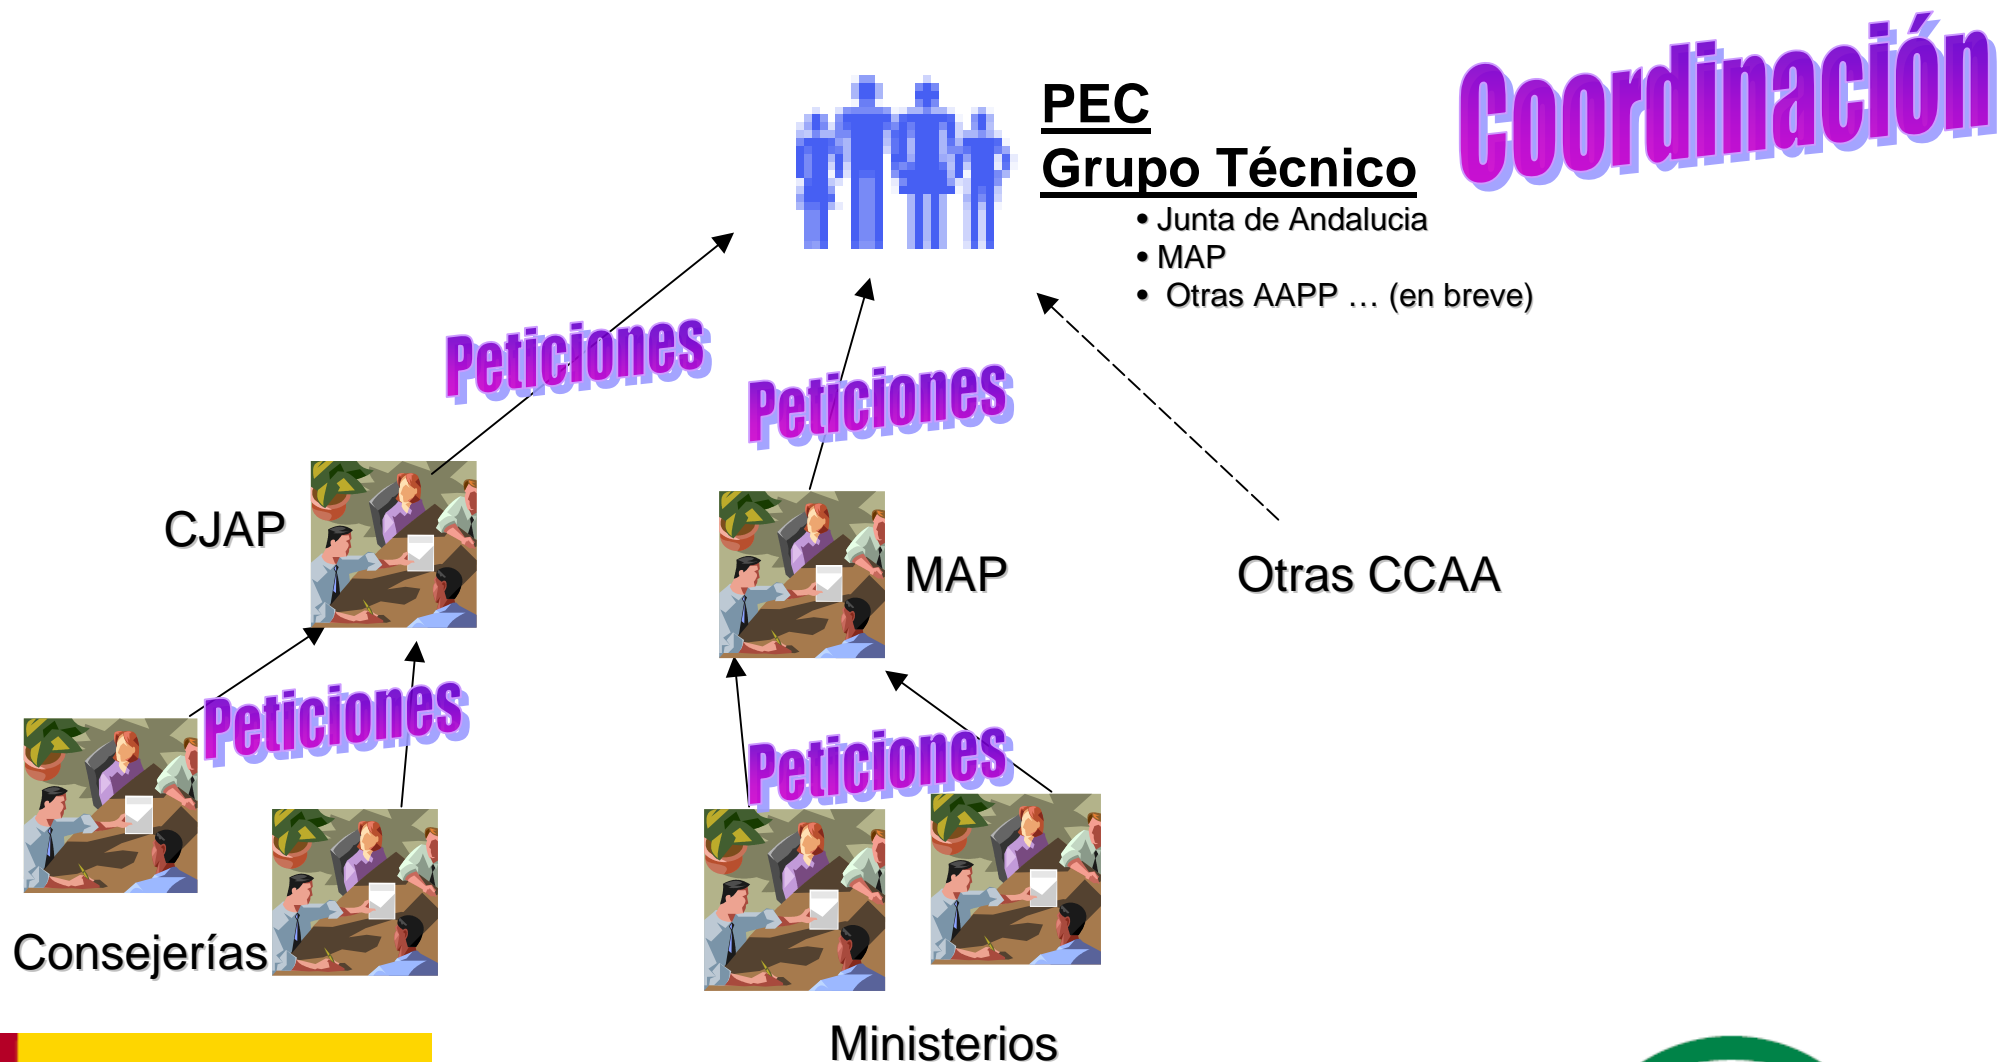 Coordinación
PEC
Grupo Técnico
• Junta de Andalucia
• MAP
• Otras AAPP … (en breve)
Peticiones
Peticiones
CJAP
MAP
Otras CCAA
Peticiones
Peticiones
Consejerías
Ministerios